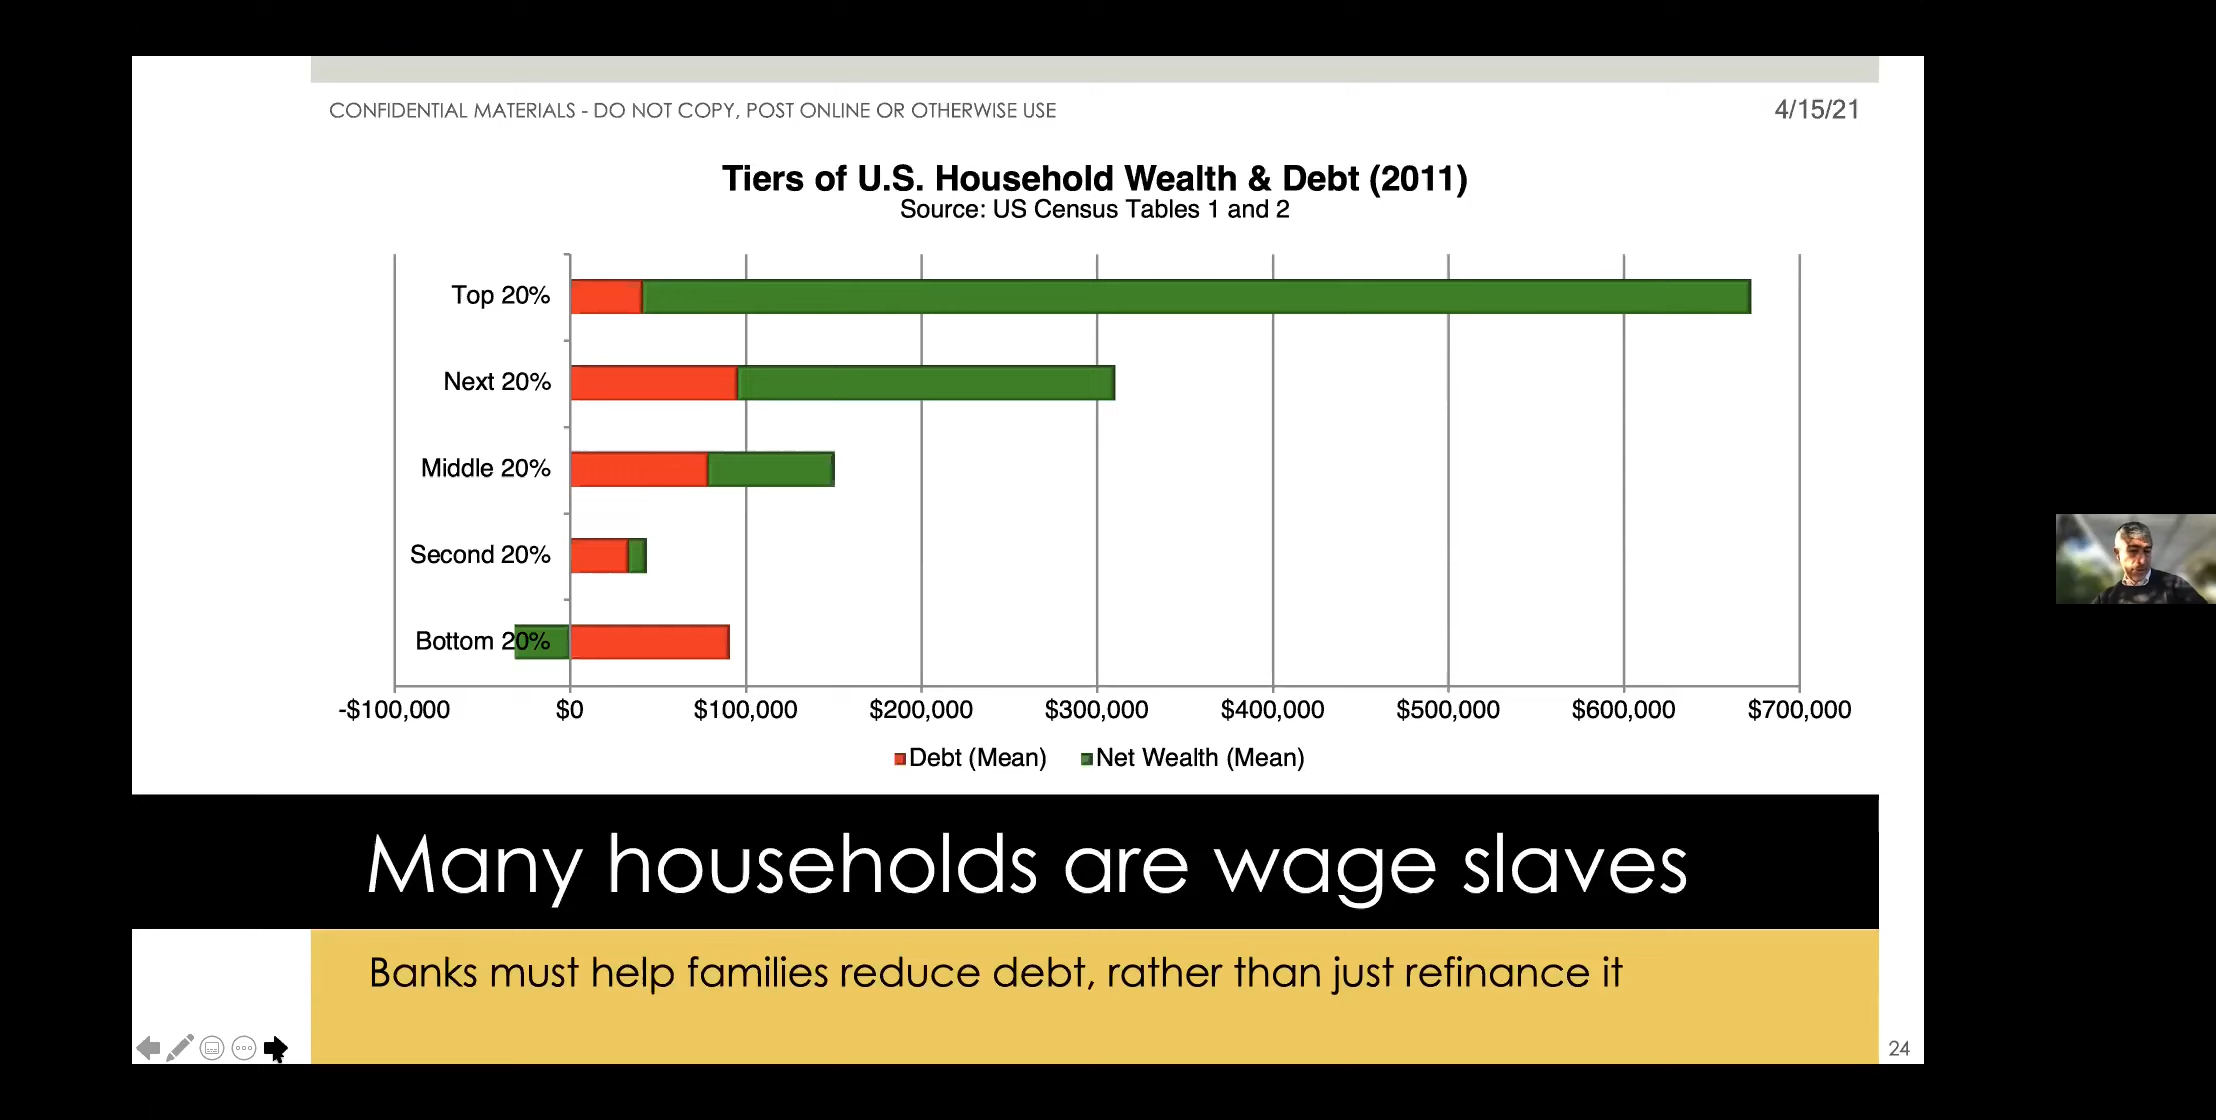 CONFIDENTIAL MATERIALS - DO NOT COPY, POST ONLINE OR OTHERWISE USE
4/15/21
Tiers of U.S. Household Wealth & Debt (2011)
Source: US Census Tables 1 and 2
Top 20%
Next 20%
Middle 20%
Second 20%
Bottom 20%
-$100,000 $0 $100,000 $200,000 $300,000 $400,000 $500,000 $600,000 $700,000
Debt (Mean) Net Wealth (Mean)
Many households are wage slaves
Banks must help families reduce debt, rather than just refinance it
24